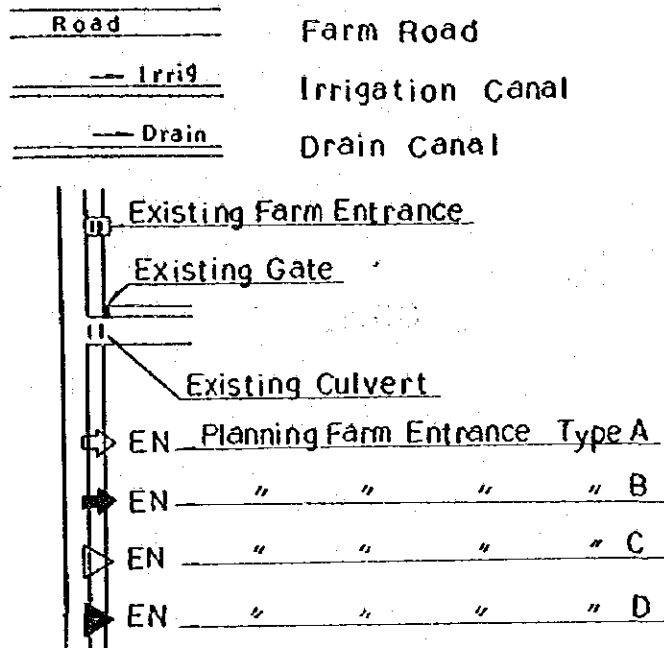 Road Farm Road
Irrig Irrigation Canal
Drain Drain Canal
Existing Farm Entrance
Existing Gate
Existing Culvert
EN Planning Farm Entrance Type A
EN " " " " B
EN " " " " C
EN " " " " D